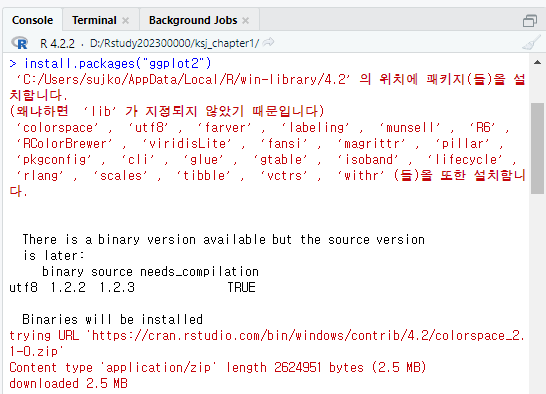 Console Terminal × Background Jobs ×
R 4.2.2 · D:/Rstudy202300000/ksj_chapter1/
> install.packages("ggplot2")
'C:/Users/sujko/AppData/Local/R/win-library/4.2' 의 위치에 패키지(들)을 설
치합니다.
(왜냐하면 'lib' 가 지정되지 않았기 때문입니다)
'colorspace' , 'utf8' , 'farver' , 'labeling' , 'munsell' , 'R6' ,
'RColorBrewer' , 'viridisLite' , 'fansi' , 'magrittr' , 'pillar' ,
'pkgconfig' , 'cli' , 'glue' , 'gtable' , 'isoband' , 'lifecycle' ,
'rlang' , 'scales' , 'tibble' , 'vctrs' , 'withr' (들)을 또한 설치합니
다.
There is a binary version available but the source version
is later:
binary source needs_compilation
utf8 1.2.2 1.2.3 TRUE
Binaries will be installed
trying URL 'https://cran.rstudio.com/bin/windows/contrib/4.2/colorspace_2.
1-0.zip'
Content type 'application/zip' length 2624951 bytes (2.5 MB)
downloaded 2.5 MB